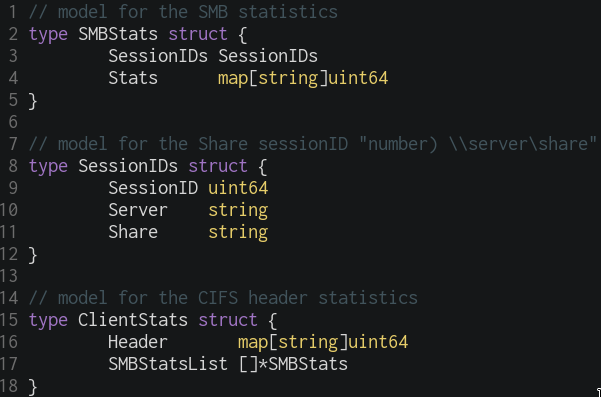 1 // model for the SMB statistics
2 type SMBStats struct {
3         SessionIDs SessionIDs
4         Stats      map[string]uint64
5 }
6
7 // model for the Share sessionID "number) \\server\share"
8 type SessionIDs struct {
9         SessionID uint64
10         Server    string
11         Share     string
12 }
13
14 // model for the CIFS header statistics
15 type ClientStats struct {
16         Header       map[string]uint64
17         SMBStatsList []*SMBStats
18 }